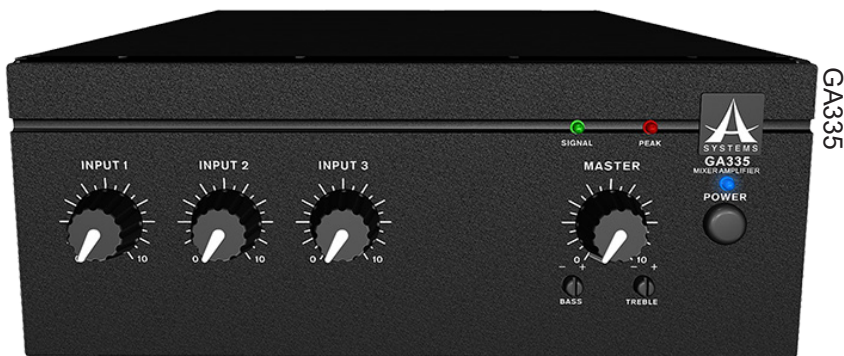 GA335
SIGNAL
PEAK
SYSTEMS
GA335
MIXER AMPLIFIER
POWER
INPUT 1
INPUT 2
INPUT 3
MASTER
0 10
0 10
0 10
0 10
- +
- +
BASS
TREBLE